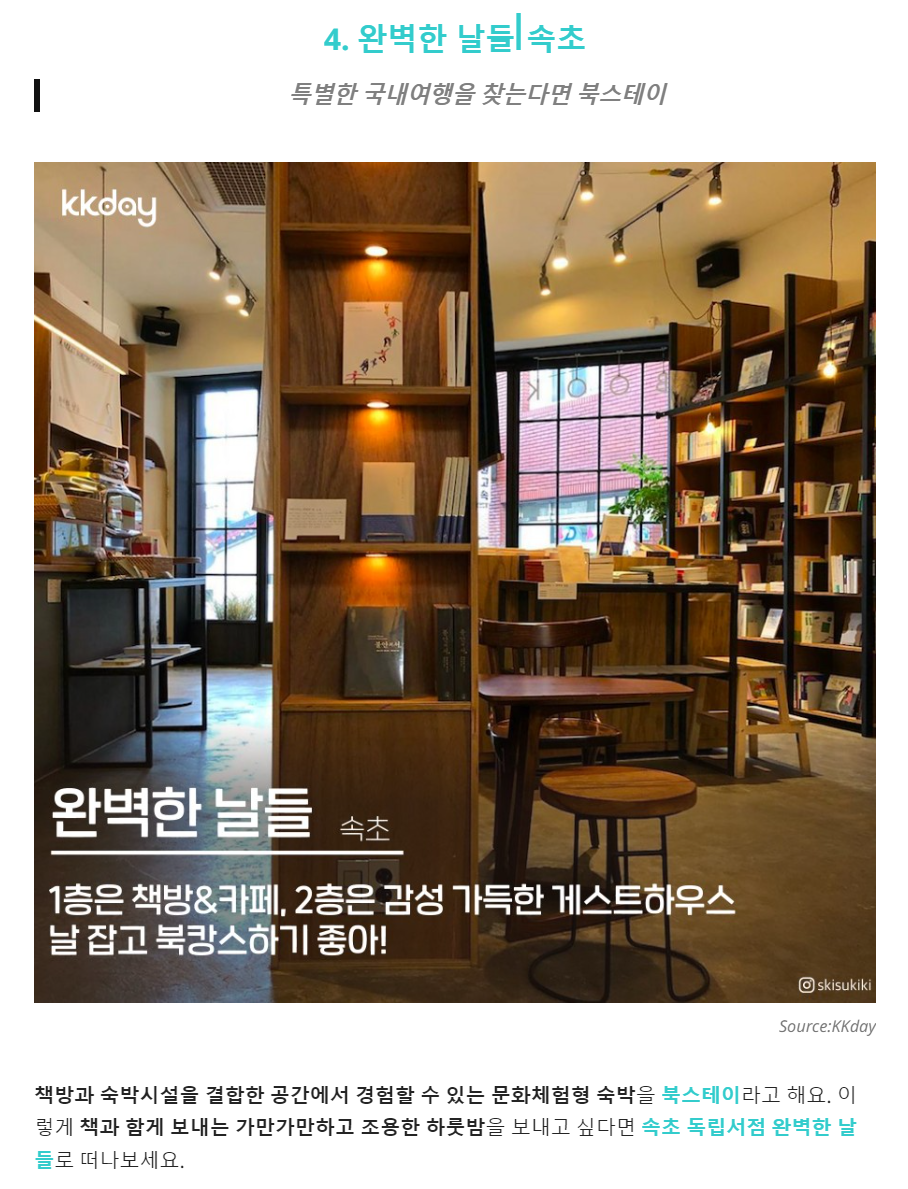 4. 완벽한 날들|속초
특별한 국내여행을 찾는다면 북스테이
kkday
BOOK
고속
완벽한 날들 속초
1층은 책방&카페, 2층은 감성 가득한 게스트하우스
날 잡고 북캉스하기 좋아!
skisukiki
Source:KKday
책방과 숙박시설을 결합한 공간에서 경험할 수 있는 문화체험형 숙박을 북스테이라고 해요. 이
렇게 책과 함께 보내는 가만가만하고 조용한 하룻밤을 보내고 싶다면 속초 독립서점 완벽한 날
들로 떠나보세요.